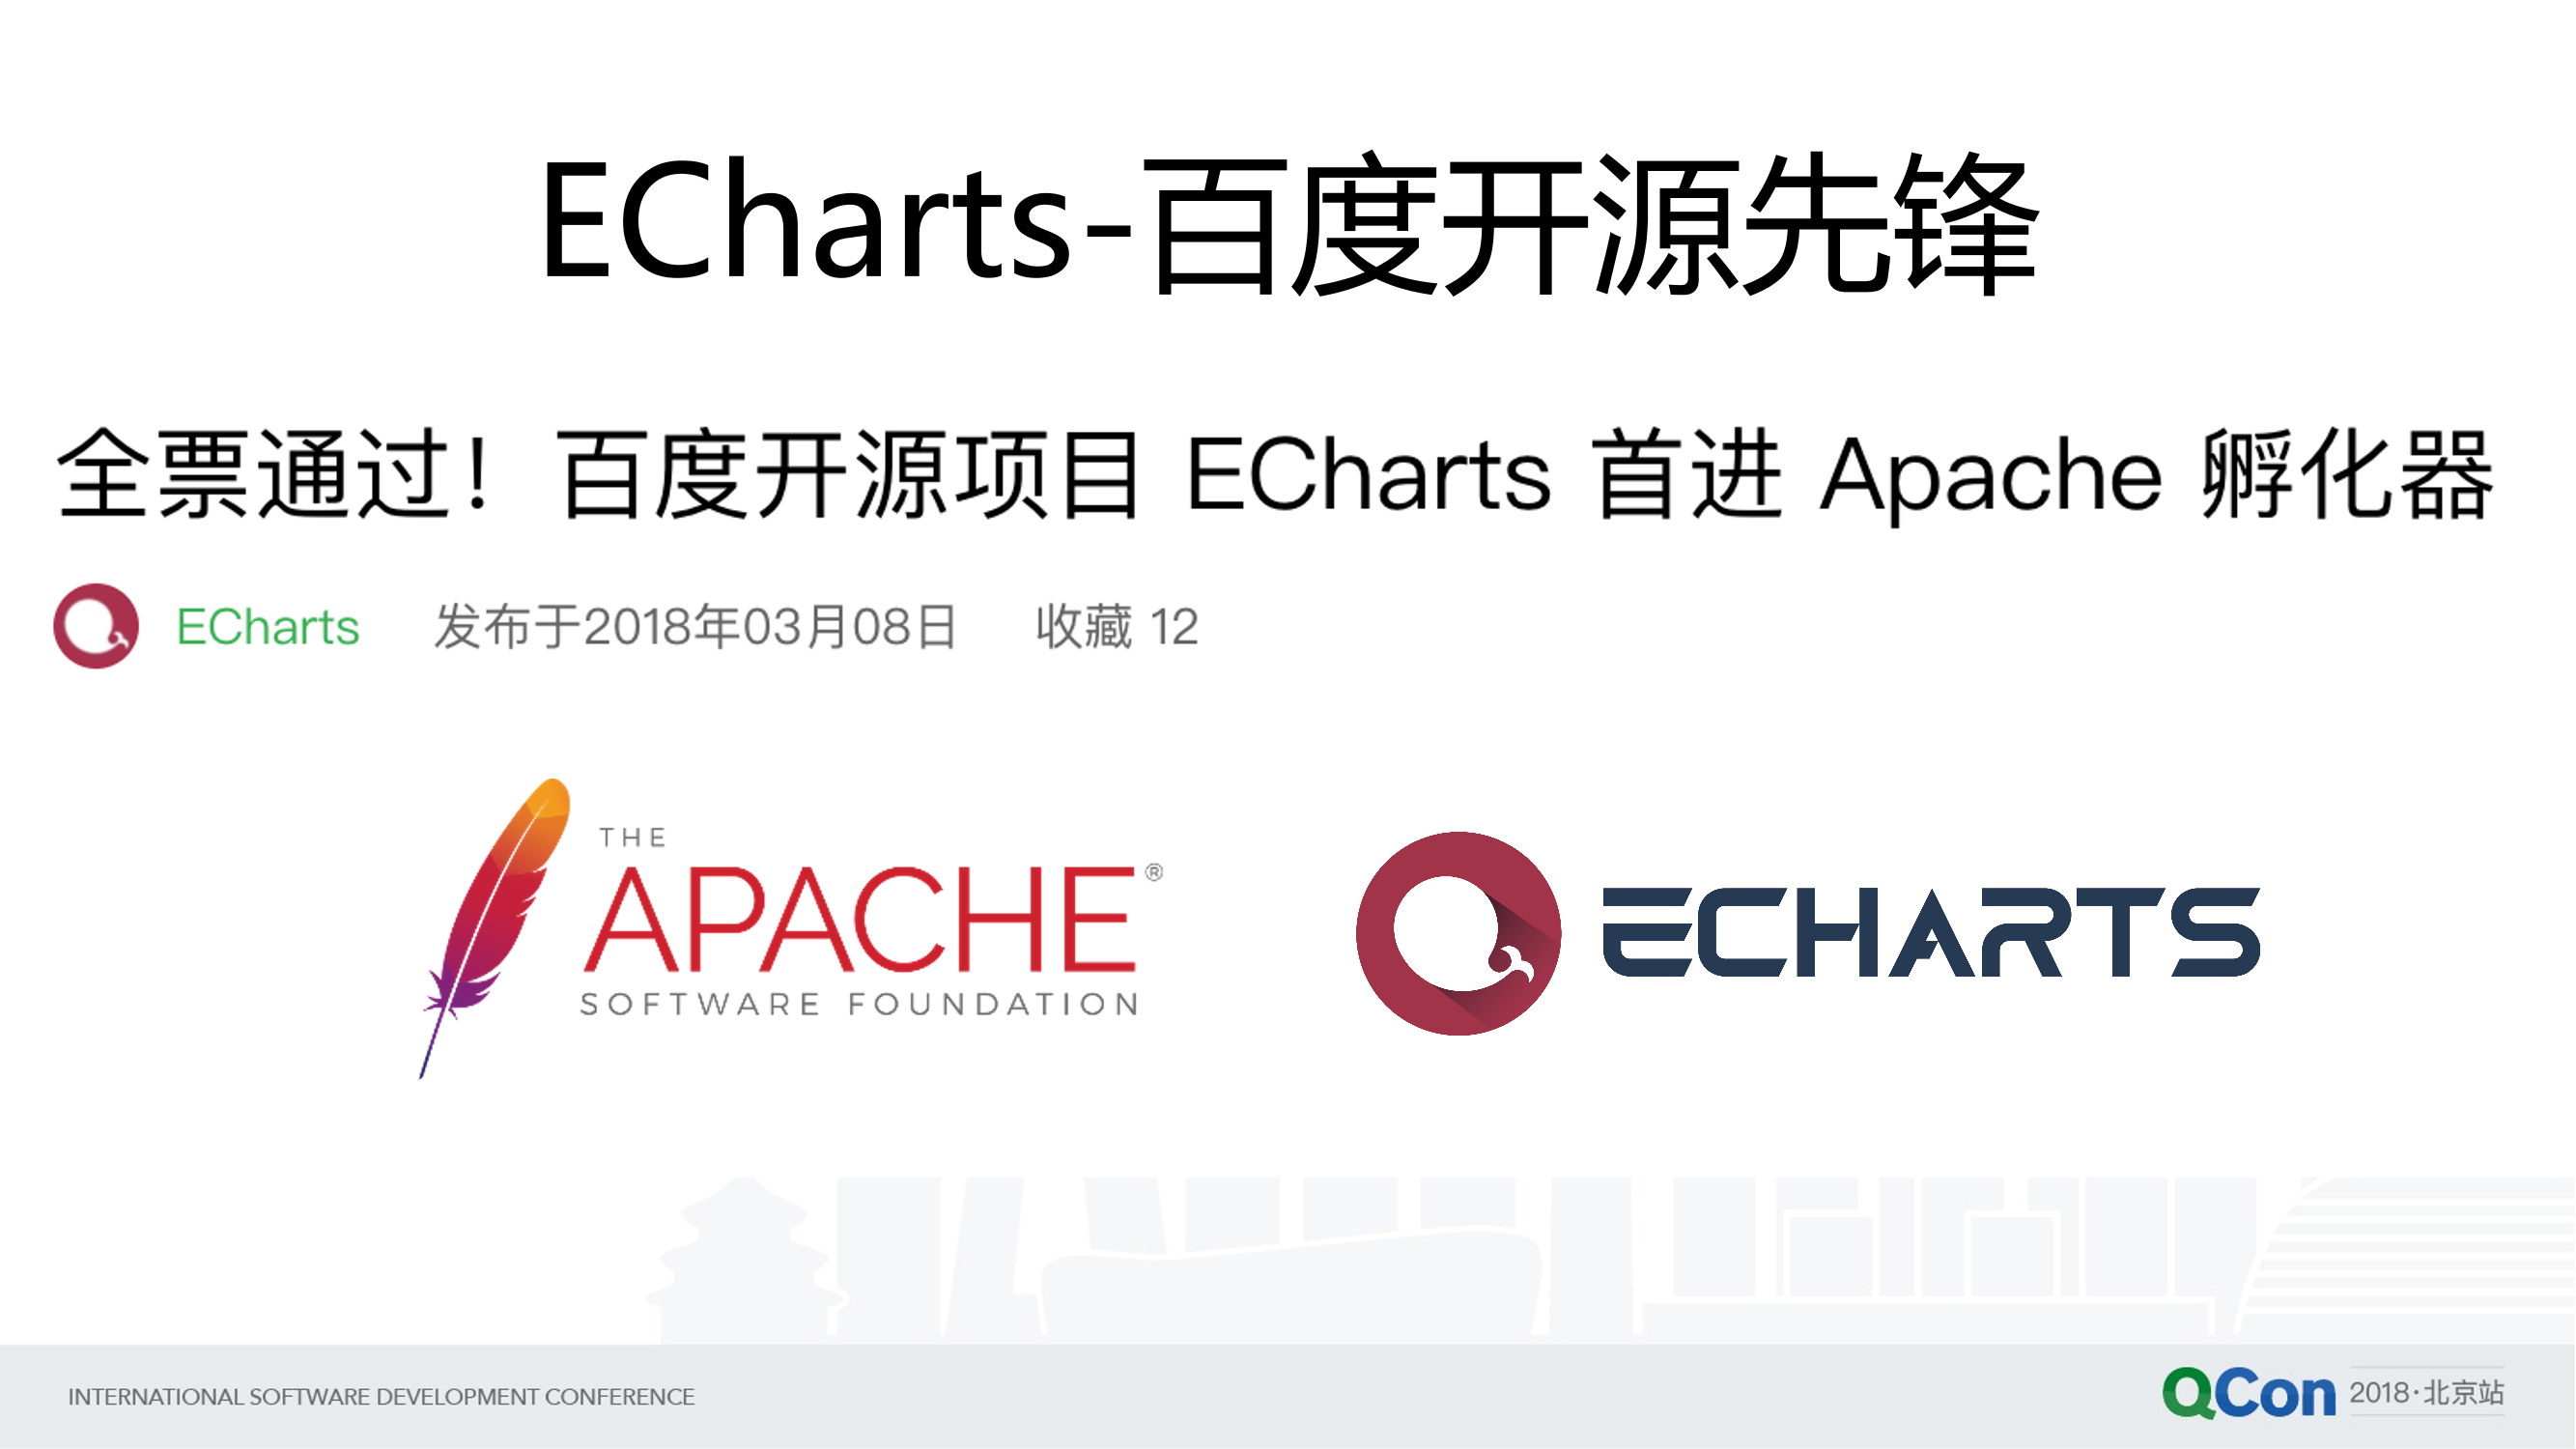 ECharts-百度开源先锋
全票通过！百度开源项目 ECharts 首进 Apache 孵化器
ECharts 发布于2018年03月08日 收藏 12
THE
APACHE®
SOFTWARE FOUNDATION
ECHARTS
INTERNATIONAL SOFTWARE DEVELOPMENT CONFERENCE
QCon 2018·北京站